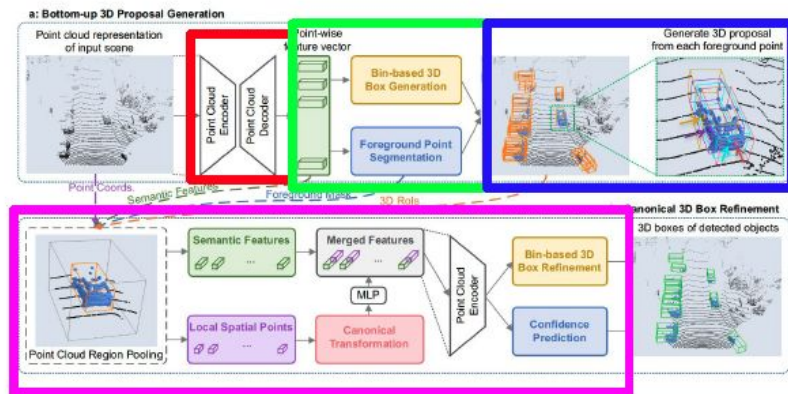 a: Bottom-up 3D Proposal Generation
Point cloud representation
of input scene
Point Cloud
Encoder
Point Cloud
Decoder
Point-wise
feature vector
Bin-based 3D
Box Generation
Foreground Point
Segmentation
Generate 3D proposal
from each foreground point
Point Coords.
Semantic Features
Foreground Mask
3D RoIs
Canonical 3D Box Refinement
Point Cloud Region Pooling
Semantic Features
...
Local Spatial Points
...
Merged Features
...
MLP
Canonical
Transformation
Point Cloud
Encoder
Bin-based 3D
Box Refinement
Confidence
Prediction
3D boxes of detected objects